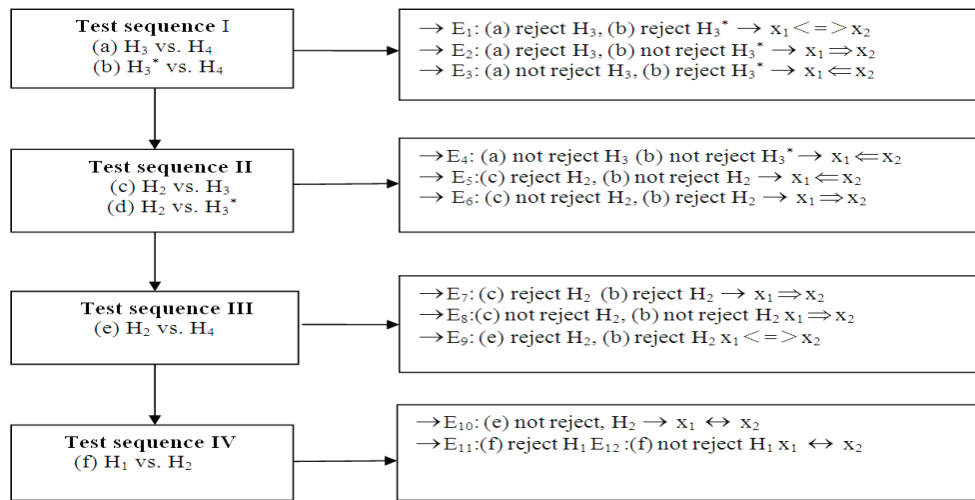 Test sequence I
(a) H₃ vs. H₄
(b) H₃* vs. H₄
→ E₁: (a) reject H₃, (b) reject H₃* → x₁ <=> x₂
→ E₂: (a) reject H₃, (b) not reject H₃* → x₁ ⇒ x₂
→ E₃: (a) not reject H₃, (b) reject H₃* → x₁ ⇐ x₂
Test sequence II
(c) H₂ vs. H₃
(d) H₂ vs. H₃*
→E₄: (a) not reject H₃ (b) not reject H₃* → x₁ ⇐ x₂
→E₅:(c) reject H₂, (b) not reject H₂ → x₁ ⇐ x₂
→E₆: (c) not reject H₂, (b) reject H₂ → x₁ ⇒ x₂
Test sequence III
(e) H₂ vs. H₄
→E₇: (c) reject H₂ (b) reject H₂ → x₁ ⇒ x₂
→E₈:(c) not reject H₂, (b) not reject H₂ x₁ ⇒ x₂
→E₉: (e) reject H₂, (b) reject H₂ x₁ <=> x₂
Test sequence IV
(f) H₁ vs. H₂
→E₁₀: (e) not reject, H₂ → x₁ ↔ x₂
→E₁₁:(f) reject H₁ E₁₂ :(f) not reject H₁ x₁ ↔ x₂